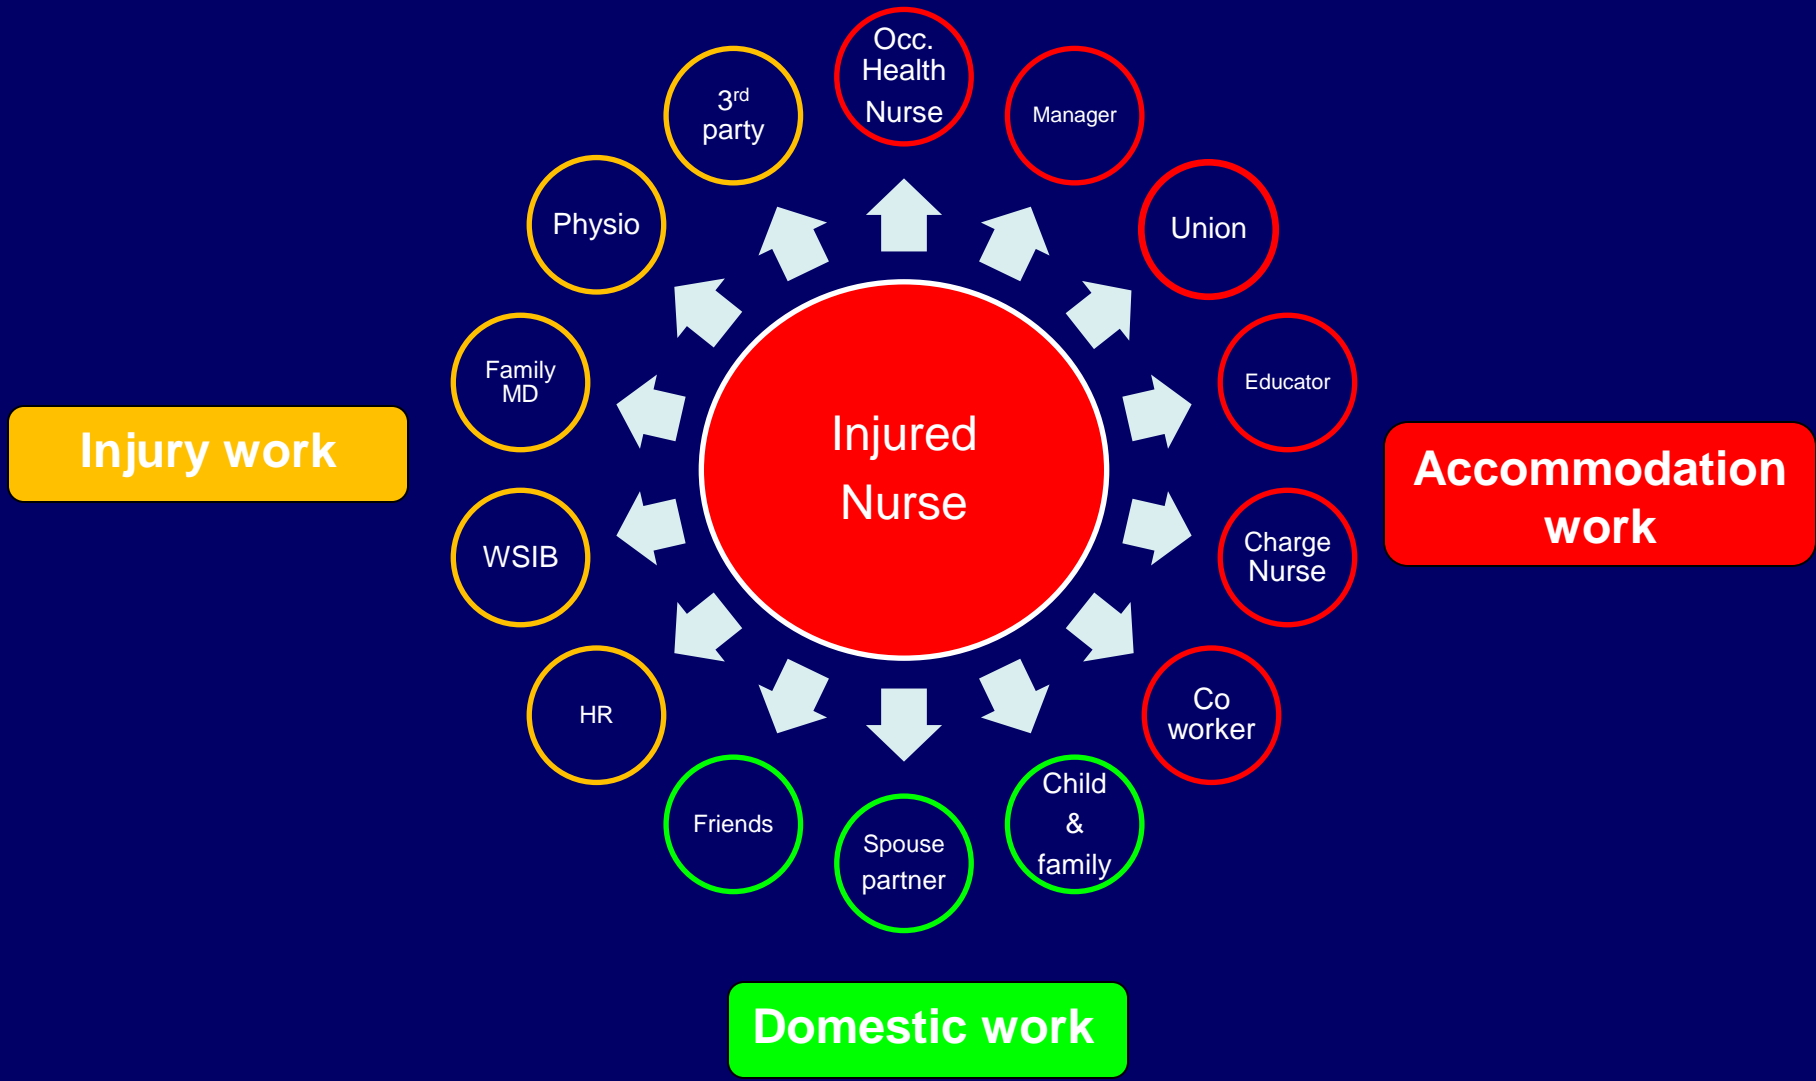 Occ.
Health
Nurse
Manager
Union
Educator
Charge
Nurse
Co
worker
Child
&
family
Spouse
partner
Friends
HR
WSIB
Family
MD
Physio
3rd
party
Injured
Nurse
Injury work
Accommodation
work
Domestic work